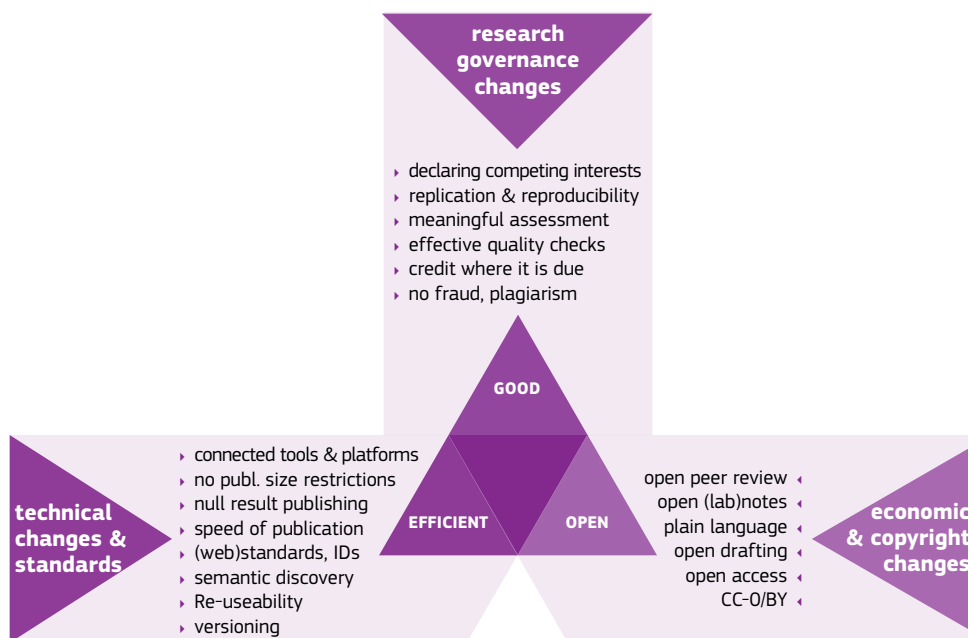 research
governance
changes
declaring competing interests
replication & reproducibility
meaningful assessment
effective quality checks
credit where it is due
no fraud, plagiarism
GOOD
EFFICIENT
OPEN
technical
changes &
standards
connected tools & platforms
no publ. size restrictions
null result publishing
speed of publication
(web)standards, IDs
semantic discovery
Re-useability
versioning
open peer review
open (lab)notes
plain language
open drafting
open access
CC-0/BY
economic
& copyright
changes